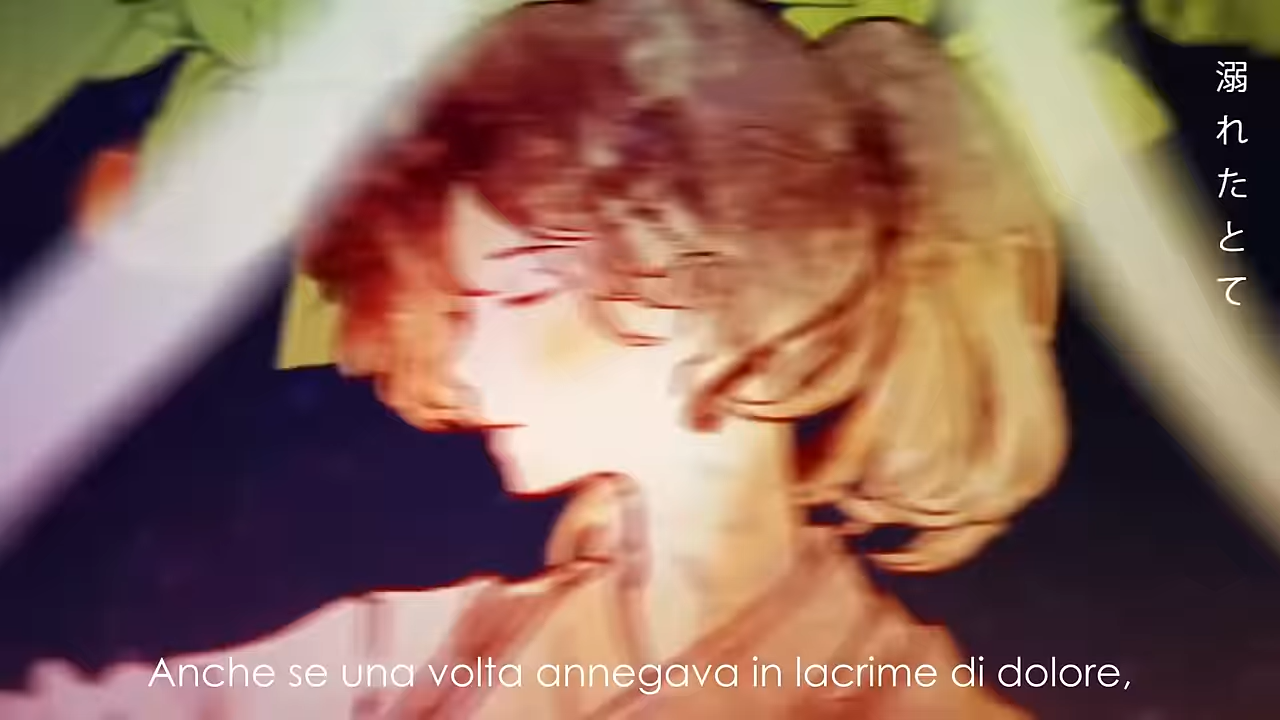 溺れたとて
Anche se una volta annegava in lacrime di dolore,